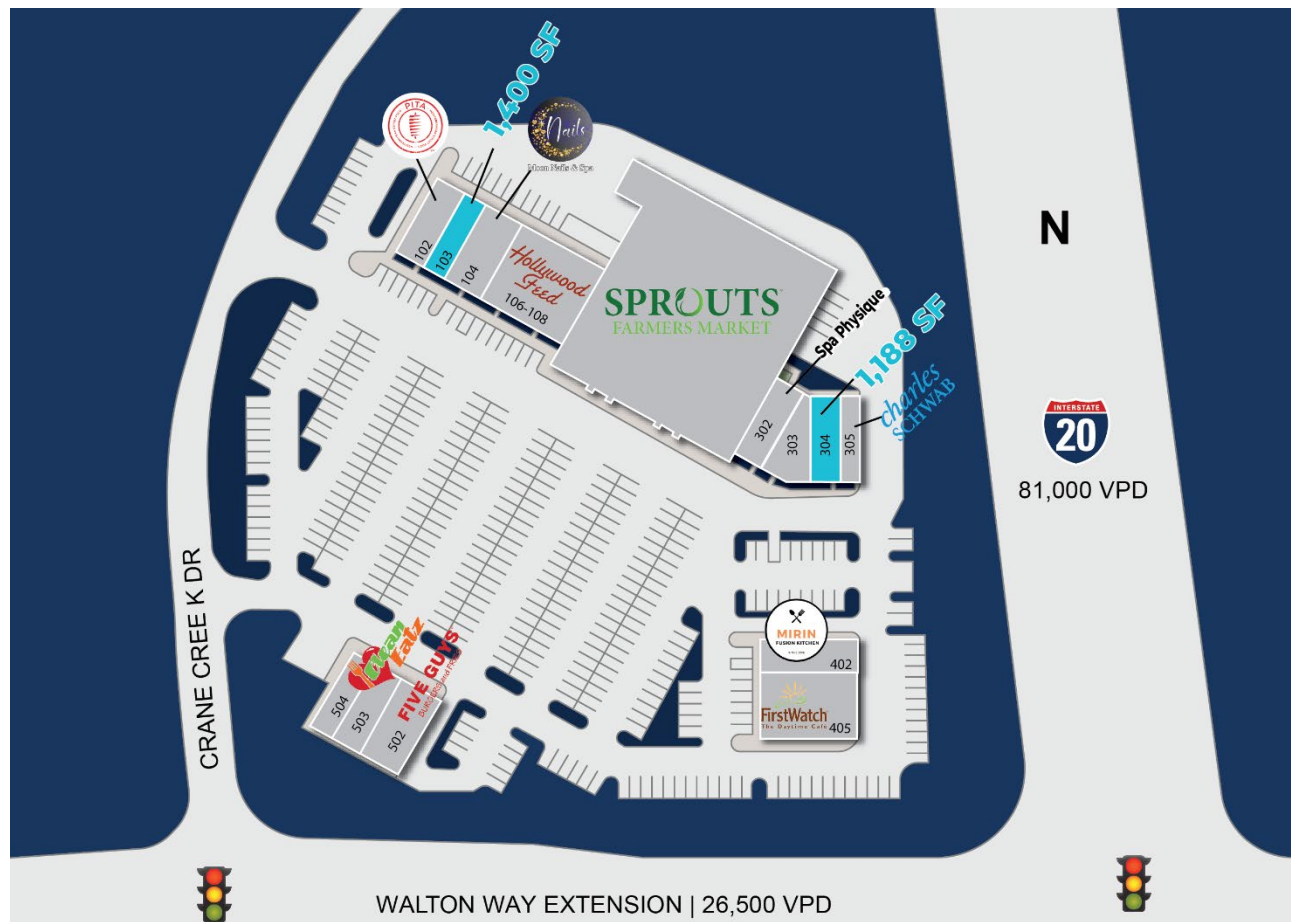 1,400 SF
PITA
Nails
Moon Nails & Spa
102
103
104
Hollywood
Feed
106-108
SPROUTS
FARMERS MARKET
Spa Physique
1,188 SF
charles
SCHWAB
302
303
304
305
N
INTERSTATE
20
81,000 VPD
CRANE CREE K DR
MIRIN
FUSION KITCHEN
402
FirstWatch
The Daytime Cafe
405
Clean
Eatz
FIVE GUYS
BURGERS and FRIES
504
503
502
WALTON WAY EXTENSION | 26,500 VPD